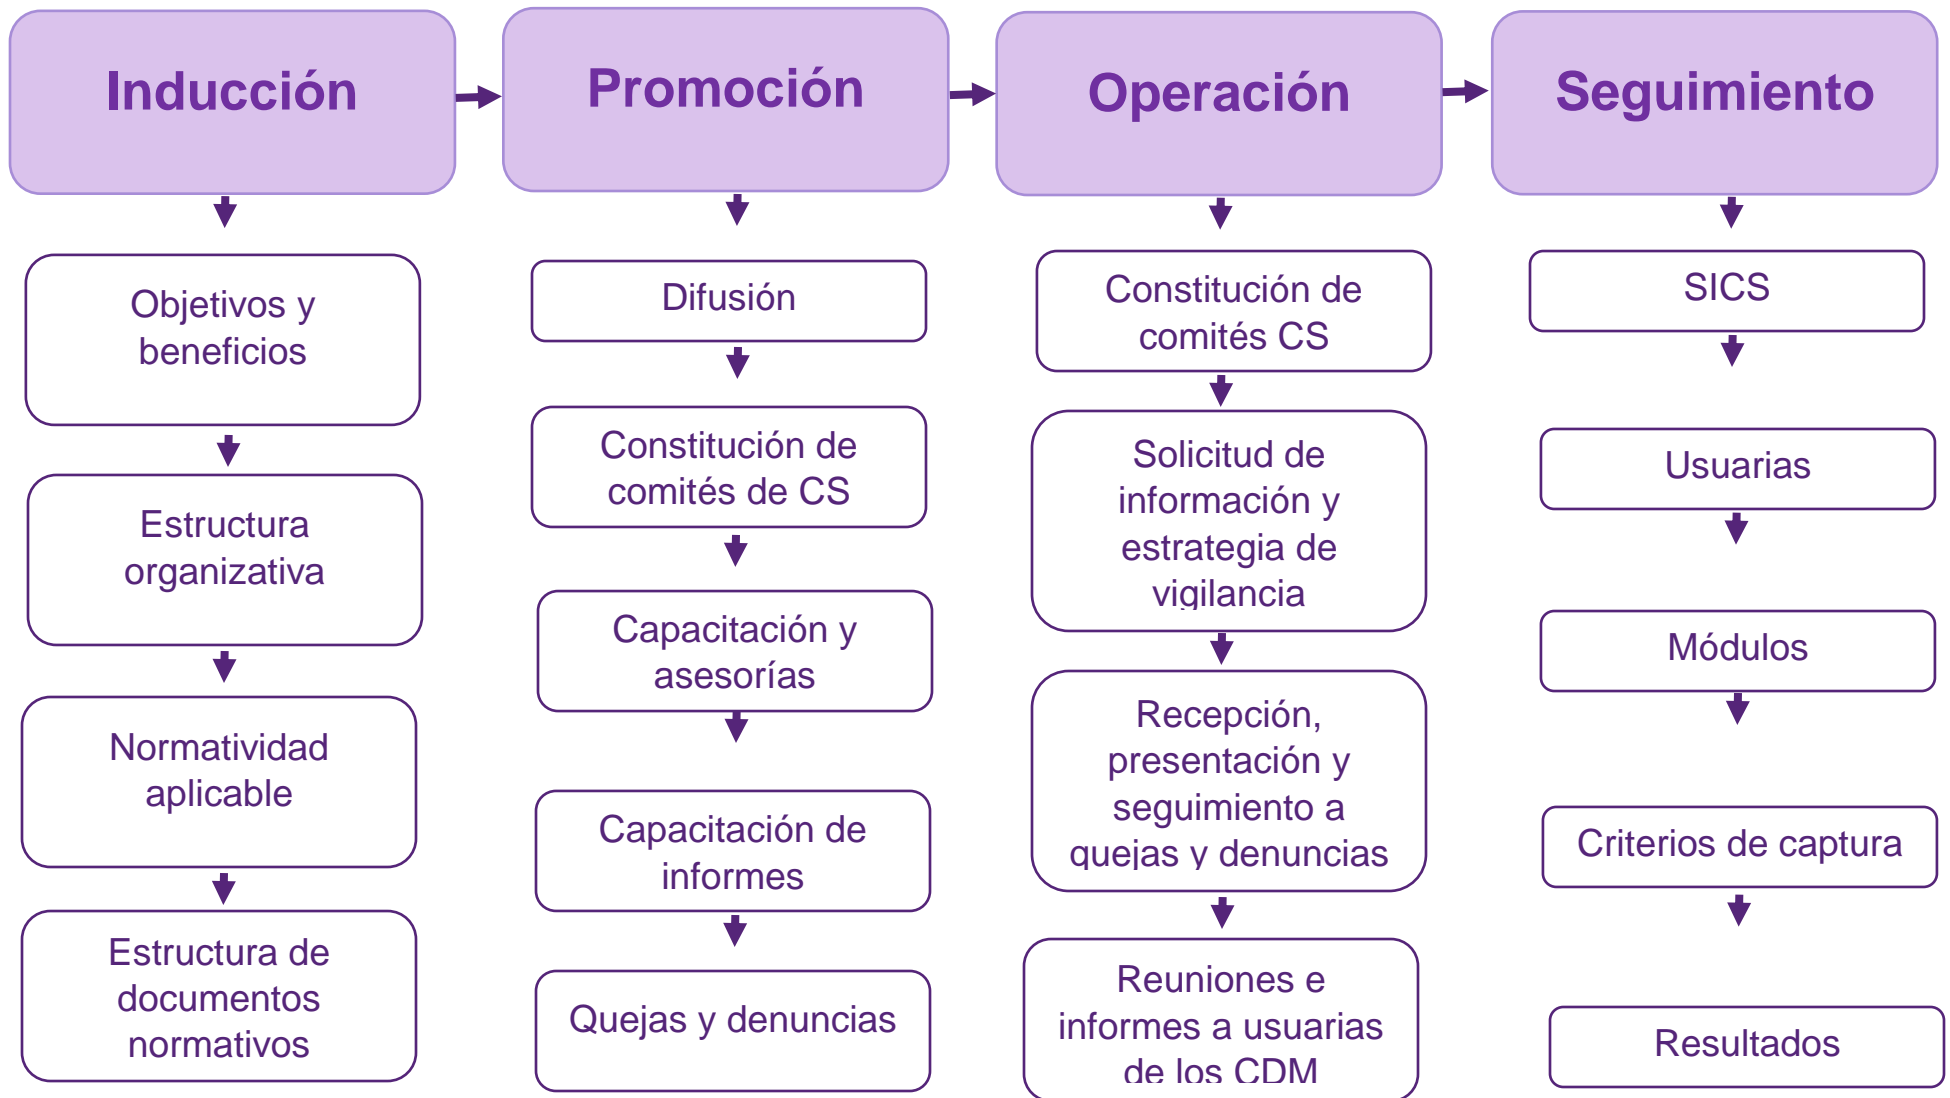 Inducción
Promoción
Operación
Seguimiento
Objetivos y
beneficios
Estructura
organizativa
Normatividad
aplicable
Estructura de
documentos
normativos
Difusión
Constitución de
comités de CS
Capacitación y
asesorías
Capacitación de
informes
Quejas y denuncias
Constitución de
comités CS
Solicitud de
información y
estrategia de
vigilancia
Recepción,
presentación y
seguimiento a
quejas y denuncias
Reuniones e
informes a usuarias
de los CDM
SICS
Usuarias
Módulos
Criterios de captura
Resultados